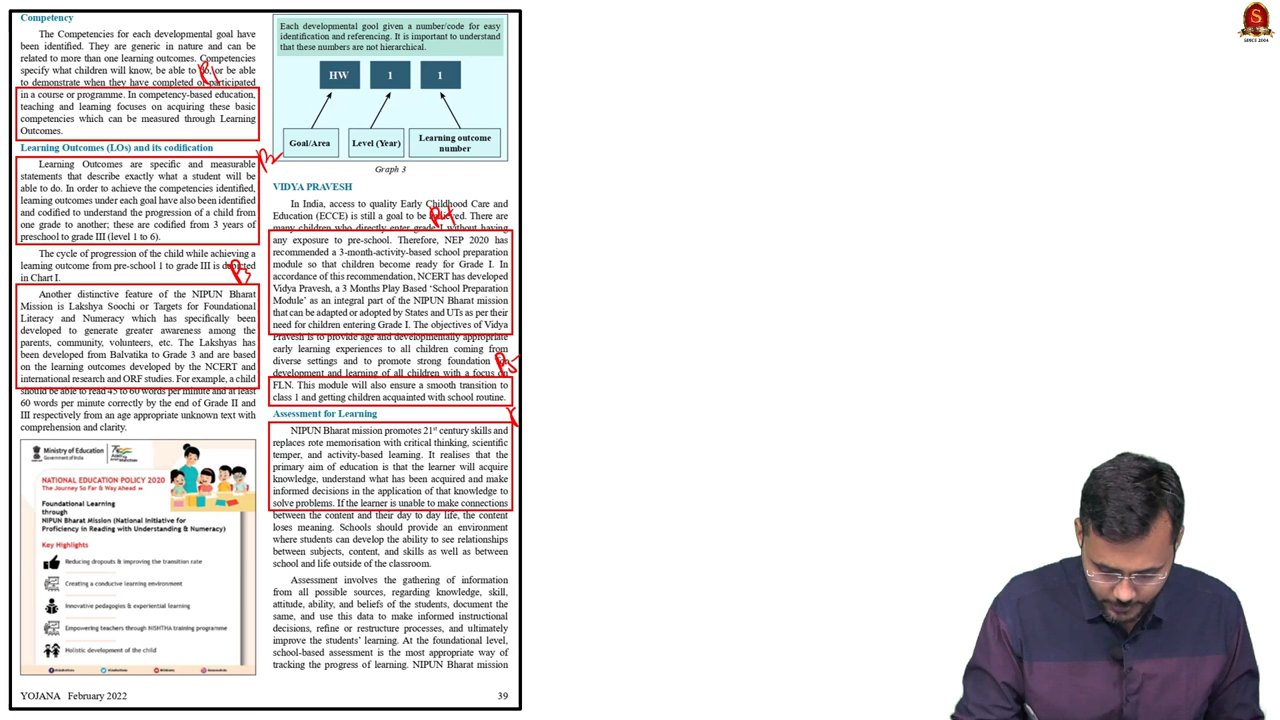 Competency
The Competencies for each developmental goal have
been identified. They are generic in nature and can be
related to more than one learning outcomes. Competencies
specify what children will know, be able to do, or be able
to demonstrate when they have completed or participated
in a course or programme. In competency-based education,
teaching and learning focuses on acquiring these basic
competencies which can be measured through Learning
Outcomes.
Learning Outcomes (LOs) and its codification
Learning Outcomes are specific and measurable
statements that describe exactly what a student will be
able to do. In order to achieve the competencies identified,
learning outcomes under each goal have also been identified
and codified to understand the progression of a child from
one grade to another; these are codified from 3 years of
preschool to grade III (level 1 to 6).
The cycle of progression of the child while achieving a
learning outcome from pre-school 1 to grade III is depicted
in Chart I.
Another distinctive feature of the NIPUN Bharat
Mission is Lakshya Soochi or Targets for Foundational
Literacy and Numeracy which has specifically been
developed to generate greater awareness among the
parents, community, volunteers, etc. The Lakshyas has
been developed from Balvatika to Grade 3 and are based
on the learning outcomes developed by the NCERT and
international research and ORF studies. For example, a child
should be able to read 45 to 60 words per minute and at least
60 words per minute correctly by the end of Grade II and
III respectively from an age appropriate unknown text with
comprehension and clarity.
Ministry of Education
Government of India
NATIONAL EDUCATION POLICY 2020
The Journey So Far & Way Ahead
Foundational Learning
through
NIPUN Bharat Mission (National Initiative for
Proficiency in Reading with Understanding & Numeracy)
Key Highlights
Reducing dropouts & improving the transition rate
Creating a conducive learning environment
Innovative pedagogies & experiential learning
Empowering teachers through NISHTHA training programme
Holistic development of the child
YOJANA February 2022
Each developmental gool given a number/code for easy
identification and referencing. It is important to understand
that these numbers are not hierarchical.
HW 1 1
Goal/Area Level (Year) Learning outcome
number
Graph 3
VIDYA PRAVESH
In India, access to quality Early Childhood Care and
Education (ECCE) is still a goal to be achieved. There are
many children who directly enter grade I without having
any exposure to pre-school. Therefore, NEP 2020 has
recommended a 3-month-activity-based school preparation
module so that children become ready for Grade I. In
accordance of this recommendation, NCERT has developed
Vidya Pravesh, a 3 Months Play Based ‘School Preparation
Module’ as an integral part of the NIPUN Bharat mission
that can be adapted or adopted by States and UTs as per their
need for children entering Grade I. The objectives of Vidya
Pravesh is to provide age and developmentally appropriate
early learning experiences to all children coming from
diverse settings and to promote strong foundation
development and learning of all children with a focus on
FLN. This module will also ensure a smooth transition to
class 1 and getting children acquainted with school routine.
Assessment for Learning
NIPUN Bharat mission promotes 21st century skills and
replaces rote memorisation with critical thinking, scientific
temper, and activity-based learning. It realises that the
primary aim of education is that the learner will acquire
knowledge, understand what has been acquired and make
informed decisions in the application of that knowledge to
solve problems. If the learner is unable to make connections
between the content and their day to day life, the content
loses meaning. Schools should provide an environment
where students can develop the ability to see relationships
between subjects, content, and skills as well as between
school and life outside of the classroom.
Assessment involves the gathering of information
from all possible sources, regarding knowledge, skill,
attitude, ability, and beliefs of the students, document the
same, and use this data to make informed instructional
decisions, refine or restructure processes, and ultimately
improve the students’ learning. At the foundational level,
school-based assessment is the most appropriate way of
tracking the progress of learning. NIPUN Bharat mission
39
S
SINCE 2004